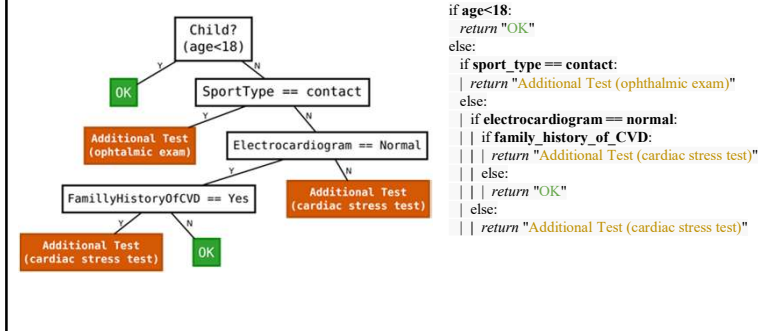 Child?
(age<18)
Y
N
OK
SportType == contact
Y
N
Additional Test
(ophtalmic exam)
Electrocardiogram == Normal
Y
N
FamillyHistoryOfCVD == Yes
Additional Test
(cardiac stress test)
Y
N
Additional Test
(cardiac stress test)
OK
if age<18:
return "OK"
else:
if sport_type == contact:
| return "Additional Test (ophthalmic exam)"
else:
| if electrocardiogram == normal:
| | if family_history_of_CVD:
| | | return "Additional Test (cardiac stress test)"
| | else:
| | | return "OK"
| else:
| | return "Additional Test (cardiac stress test)"